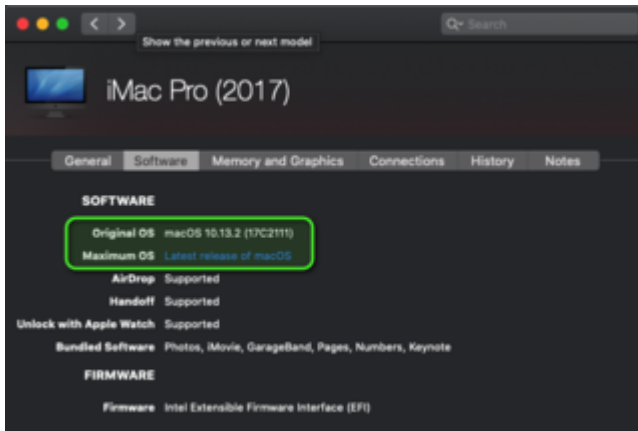 Search
Show the previous or next model
iMac Pro (2017)
General Software Memory and Graphics Connections History Notes
SOFTWARE
Original OS macOS 10.13.2 (17C2111)
Maximum OS Latest release of macOS
AirDrop Supported
Handoff Supported
Unlock with Apple Watch Supported
Bundled Software Photos, iMovie, GarageBand, Pages, Numbers, Keynote
FIRMWARE
Firmware Intel Extensible Firmware Interface (EFI)